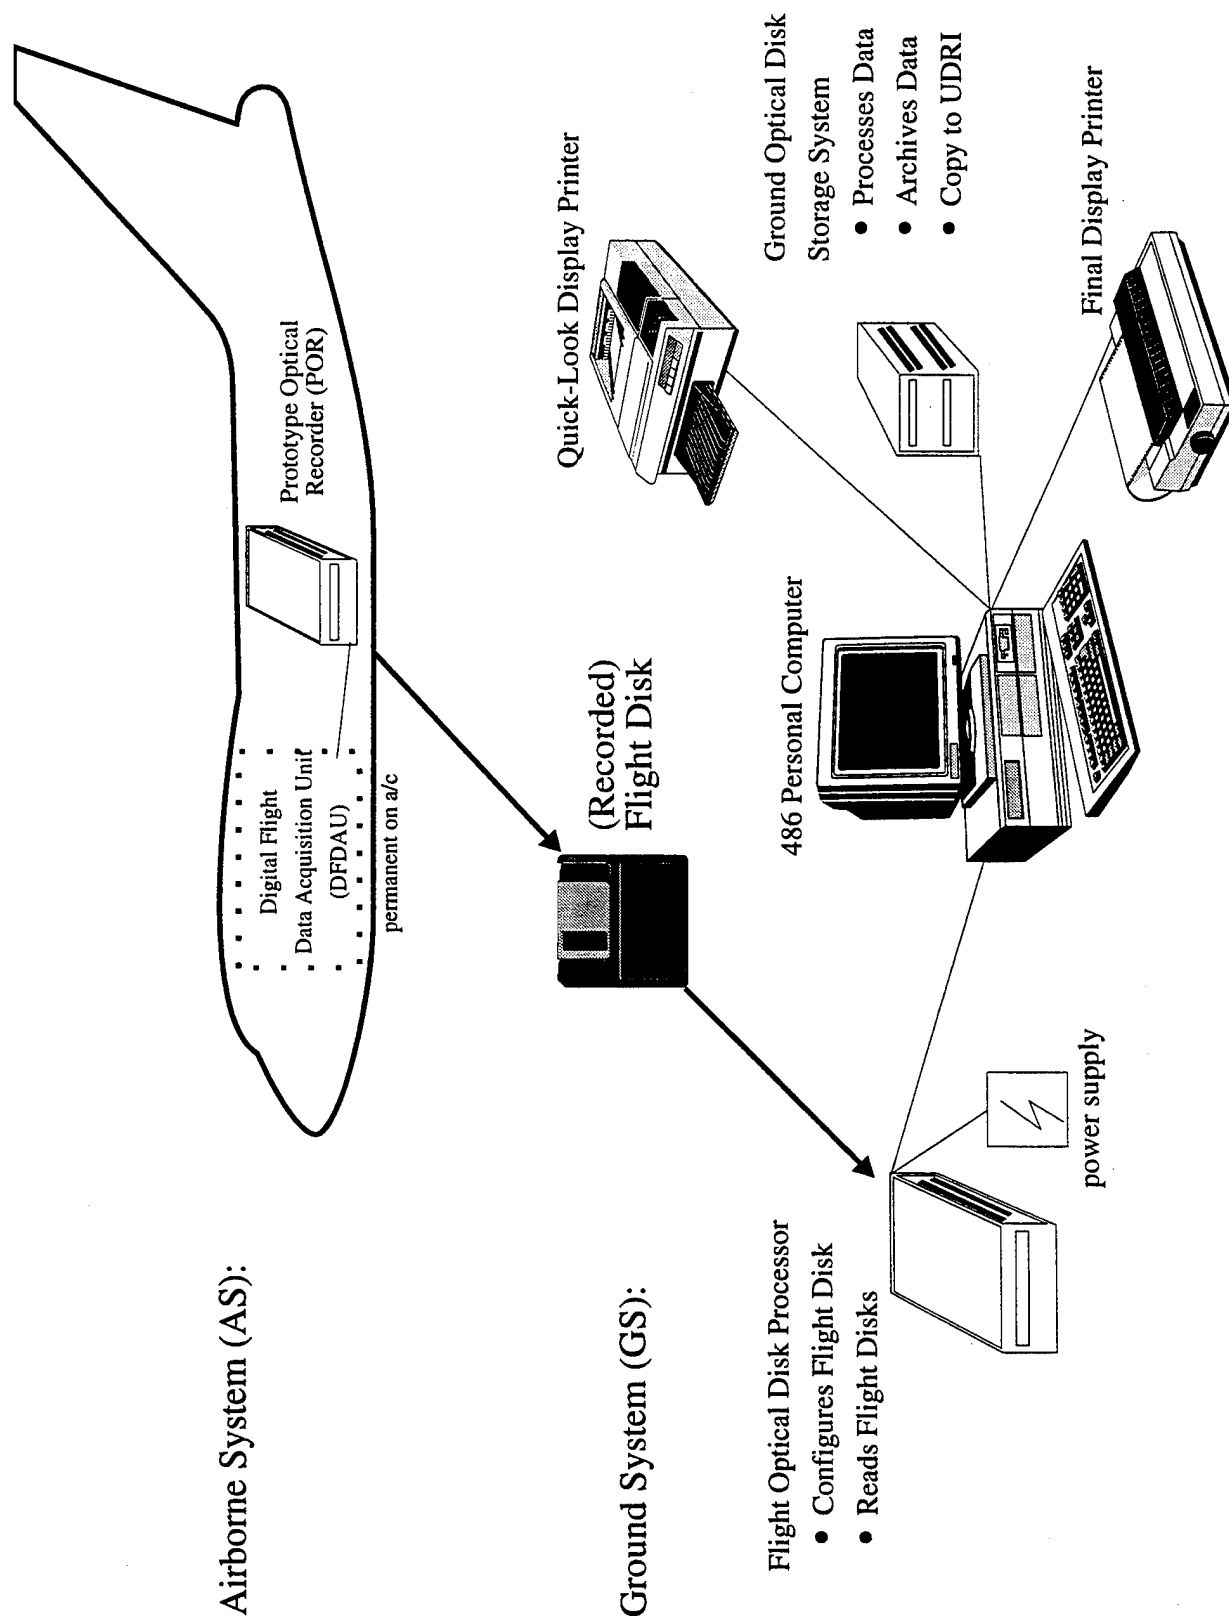 Airborne System (AS):
Digital Flight
Data Acquisition Unit
(DFDAU)
permanent on a/c
Prototype Optical
Recorder (POR)
Ground System (GS):
(Recorded)
Flight Disk
Quick-Look Display Printer
Flight Optical Disk Processor
• Configures Flight Disk
• Reads Flight Disks
power supply
486 Personal Computer
Ground Optical Disk
Storage System
• Processes Data
• Archives Data
• Copy to UDRI
Final Display Printer